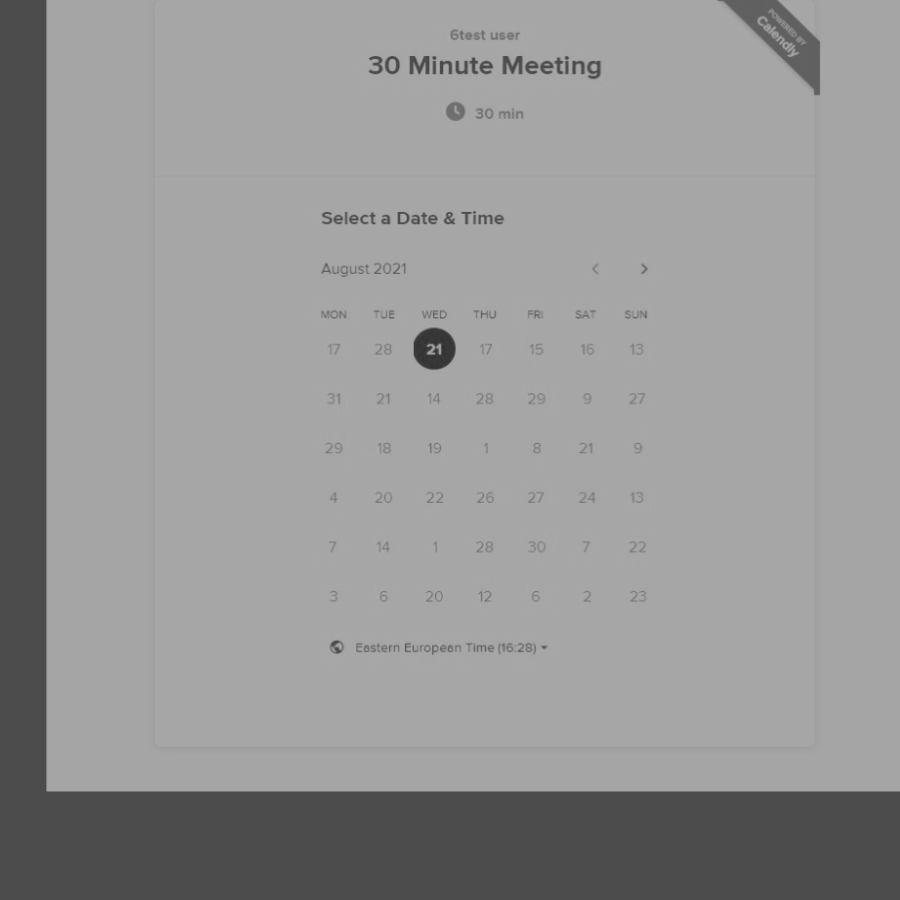 6test user
30 Minute Meeting
30 min
POWERED BY
Calendly
Select a Date & Time
August 2021
MON TUE WED THU FRI SAT SUN
17 28 21 17 15 16 13
31 21 14 28 29 9 27
29 18 19 1 8 21 9
4 20 22 26 27 24 13
7 14 1 28 30 7 22
3 6 20 12 6 2 23
Eastern European Time (16:28)